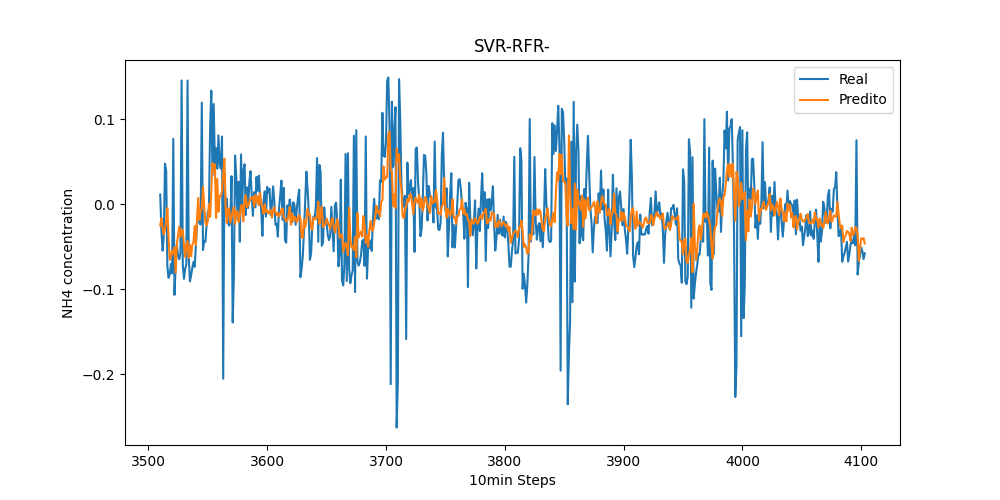 SVR-RFR-
Real
Predito
NH4 concentration
0.1
0.0
−0.1
−0.2
3500 3600 3700 3800 3900 4000 4100
10min Steps